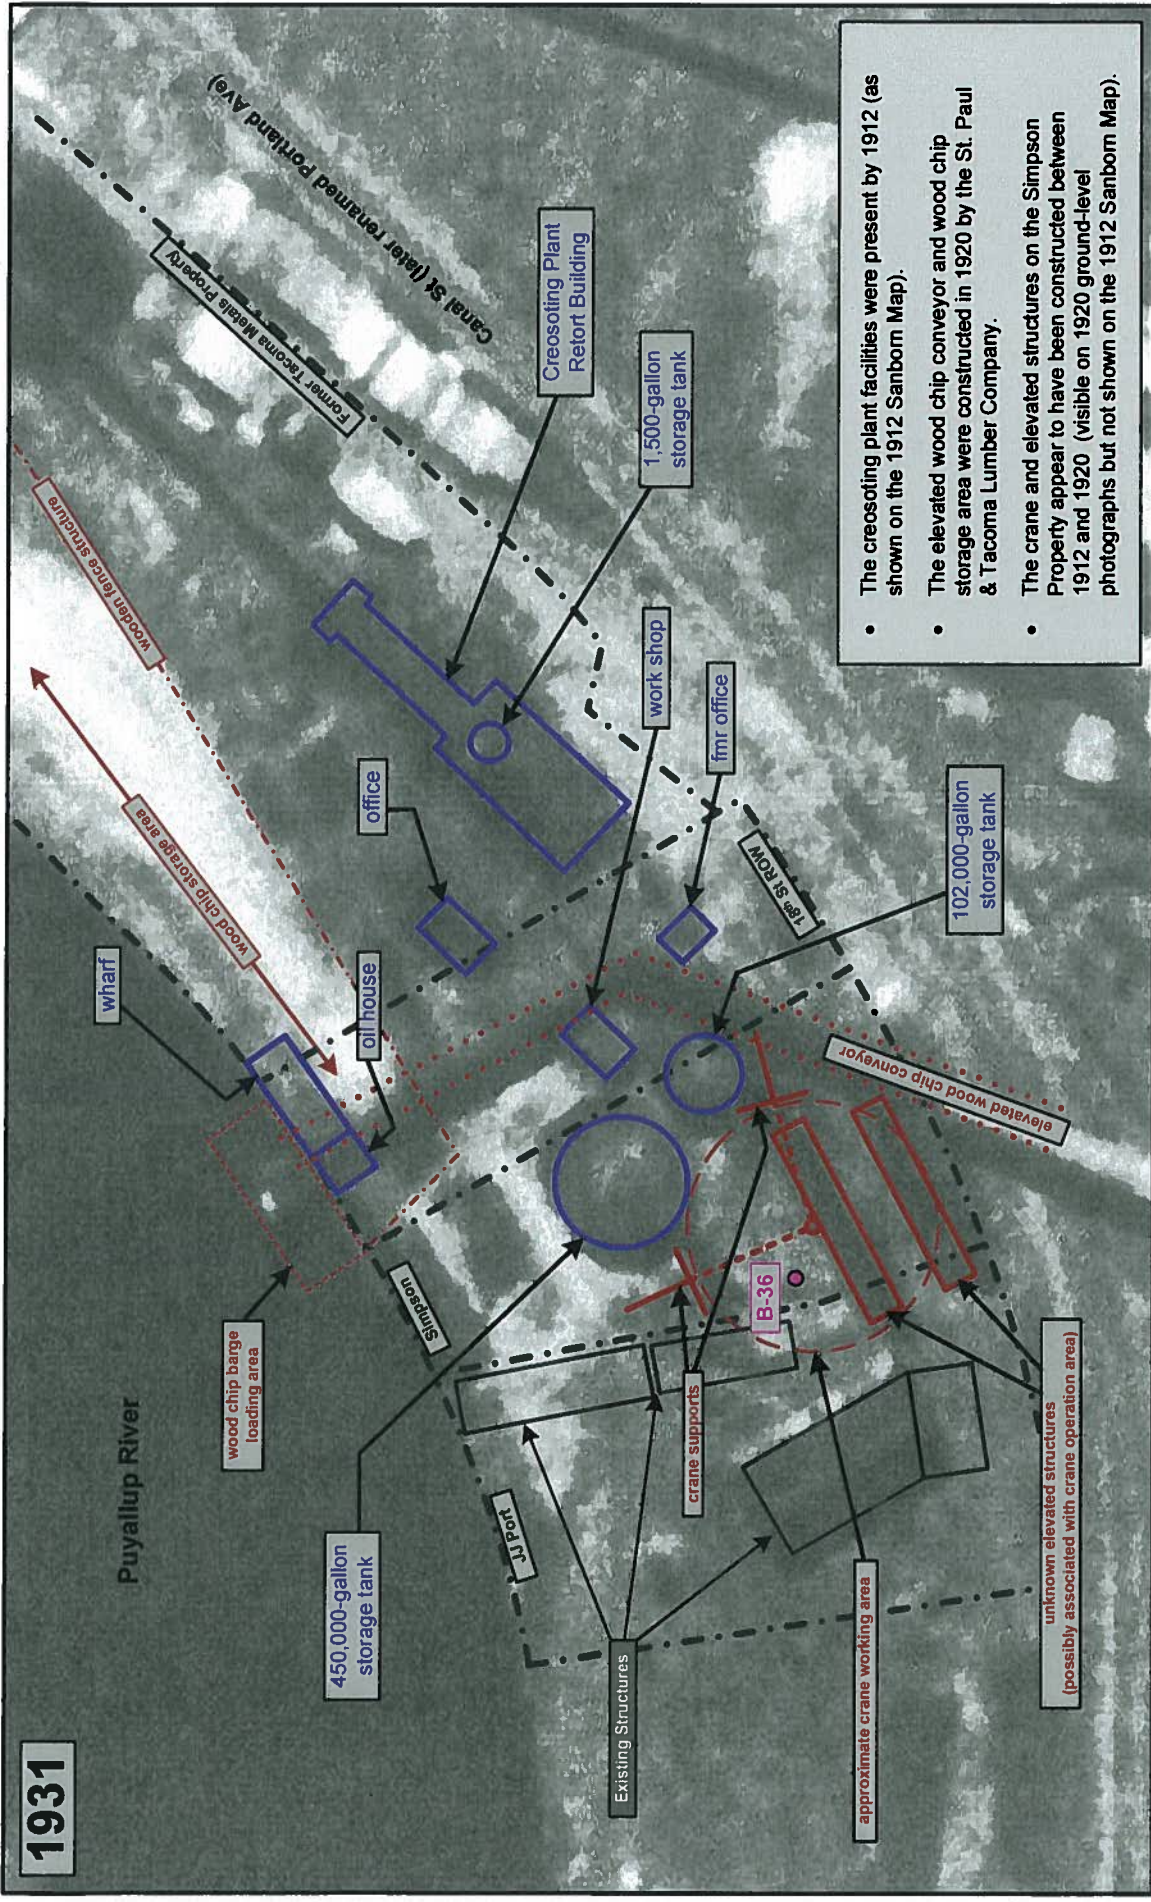 1931
Puyallup River
wharf
wood chip storage area
wooden fence structure
Former Tacoma Metals Property
Canal St (later renamed Portland Ave)
wood chip barge
loading area
oil house
office
Creosoting Plant
Retort Building
1,500-gallon
storage tank
450,000-gallon
storage tank
Simpson
JJ Port
work shop
fmr office
18th St ROW
102,000-gallon
storage tank
elevated wood chip conveyor
B-36
crane supports
Existing Structures
approximate crane working area
unknown elevated structures
(possibly associated with crane operation area)
• The creosoting plant facilities were present by 1912 (as
shown on the 1912 Sanborn Map).
• The elevated wood chip conveyor and wood chip
storage area were constructed in 1920 by the St. Paul
& Tacoma Lumber Company.
• The crane and elevated structures on the Simpson
Property appear to have been constructed between
1912 and 1920 (visible on 1920 ground-level
photographs but not shown on the 1912 Sanborn Map).